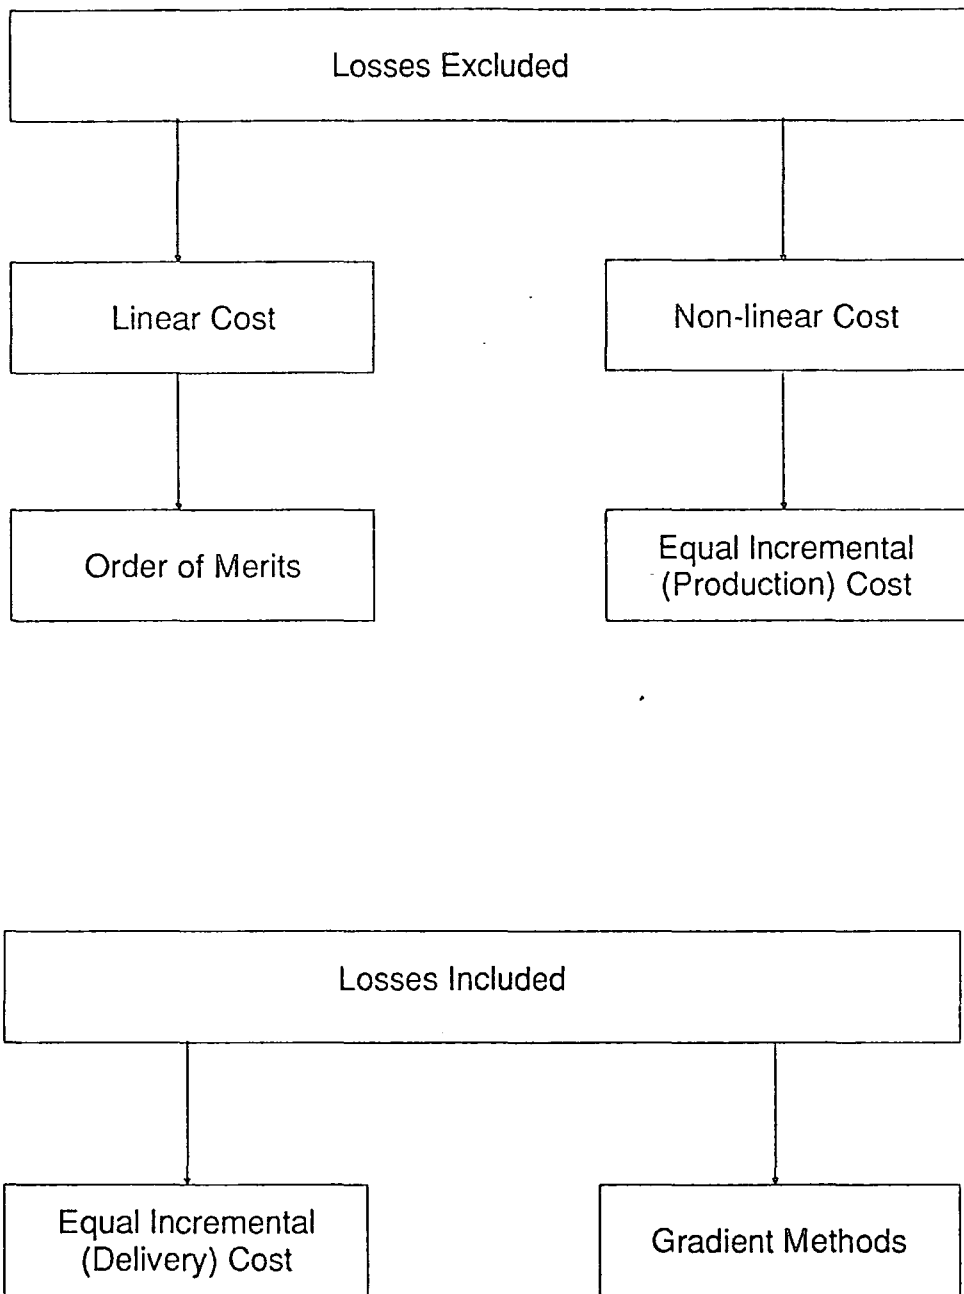 Losses Excluded
Linear Cost
Non-linear Cost
Order of Merits
Equal Incremental
(Production) Cost
Losses Included
Equal Incremental
(Delivery) Cost
Gradient Methods